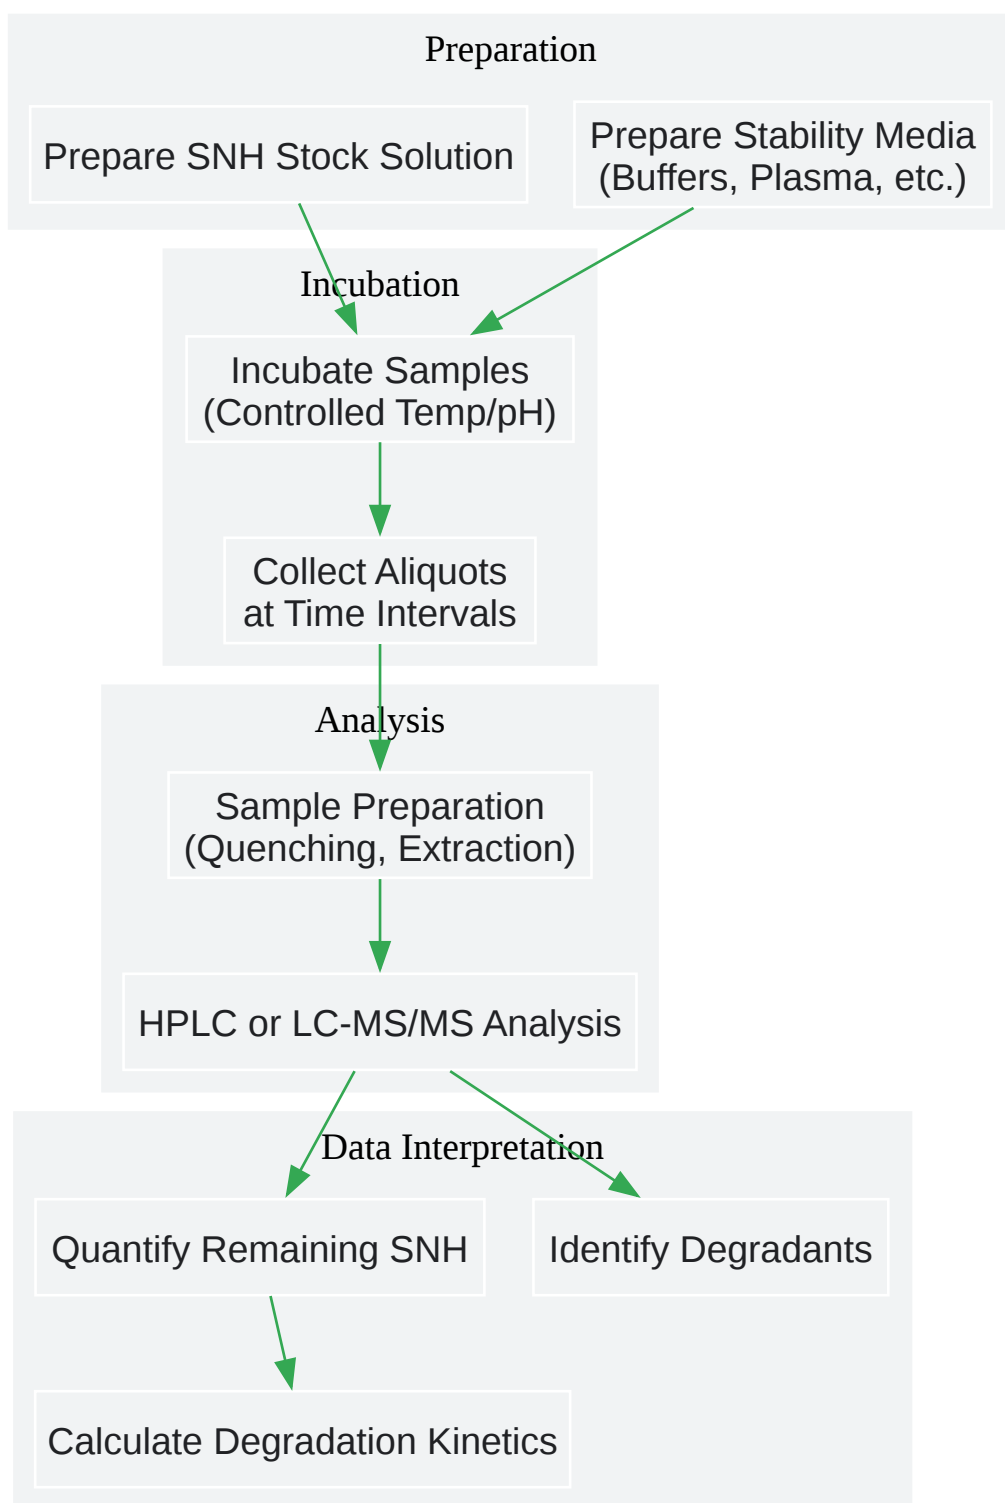 Preparation
Prepare SNH Stock Solution
Prepare Stability Media
(Buffers, Plasma, etc.)
Incubation
Incubate Samples
(Controlled Temp/pH)
Collect Aliquots
at Time Intervals
Analysis
Sample Preparation
(Quenching, Extraction)
HPLC or LC-MS/MS Analysis
Data Interpretation
Quantify Remaining SNH
Identify Degradants
Calculate Degradation Kinetics